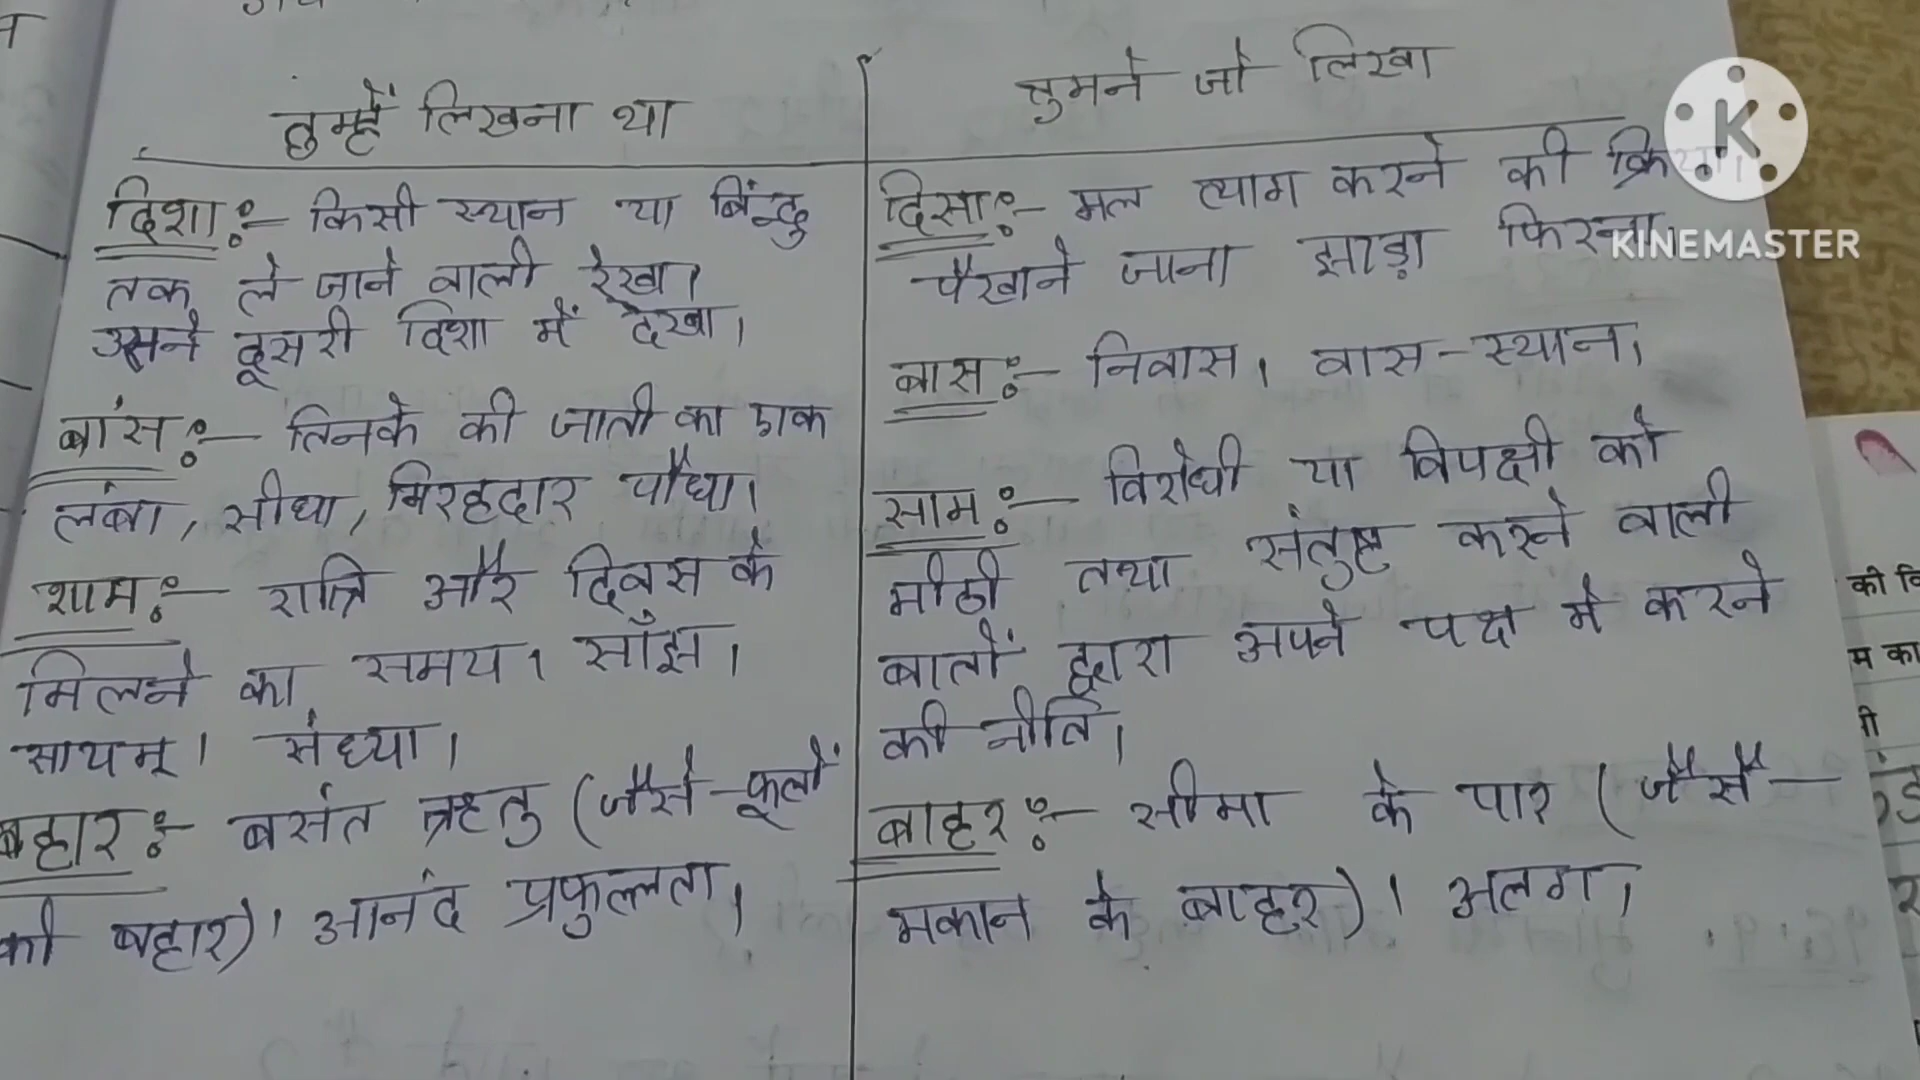 तुम्हें लिखना था
दिशा :- किसी स्थान या बिंन्दु
तक ले जाने वाली रेखा।
उसने दूसरी दिशा में देखा।
बांस :- तिनके की जाती का एक
लंबा, सीधा, गिरहदार पौधा।
शाम :- रात्रि और दिवस के
मिलने का समय। साँझ।
सायम्। संध्या।
बहार :- बसंत ऋतु (जैसे - फूलों
की बहार)। आनंद प्रफुल्लता।
तुमने जो लिखा
दिसा :- मल त्याग करने की क्रिया।
पैखाने जाना झाड़ा फिरना।
बास :- निवास। वास - स्थान।
साम :- विरोधी या विपक्षी को
मीठी तथा संतुष्ट करने वाली
बातों द्वारा अपने पक्ष मे करने
की नीति।
बाहर :- सीमा के पार (जैसे -
मकान के बाहर)। अलग।
K
KINEMASTER
की वि
म का